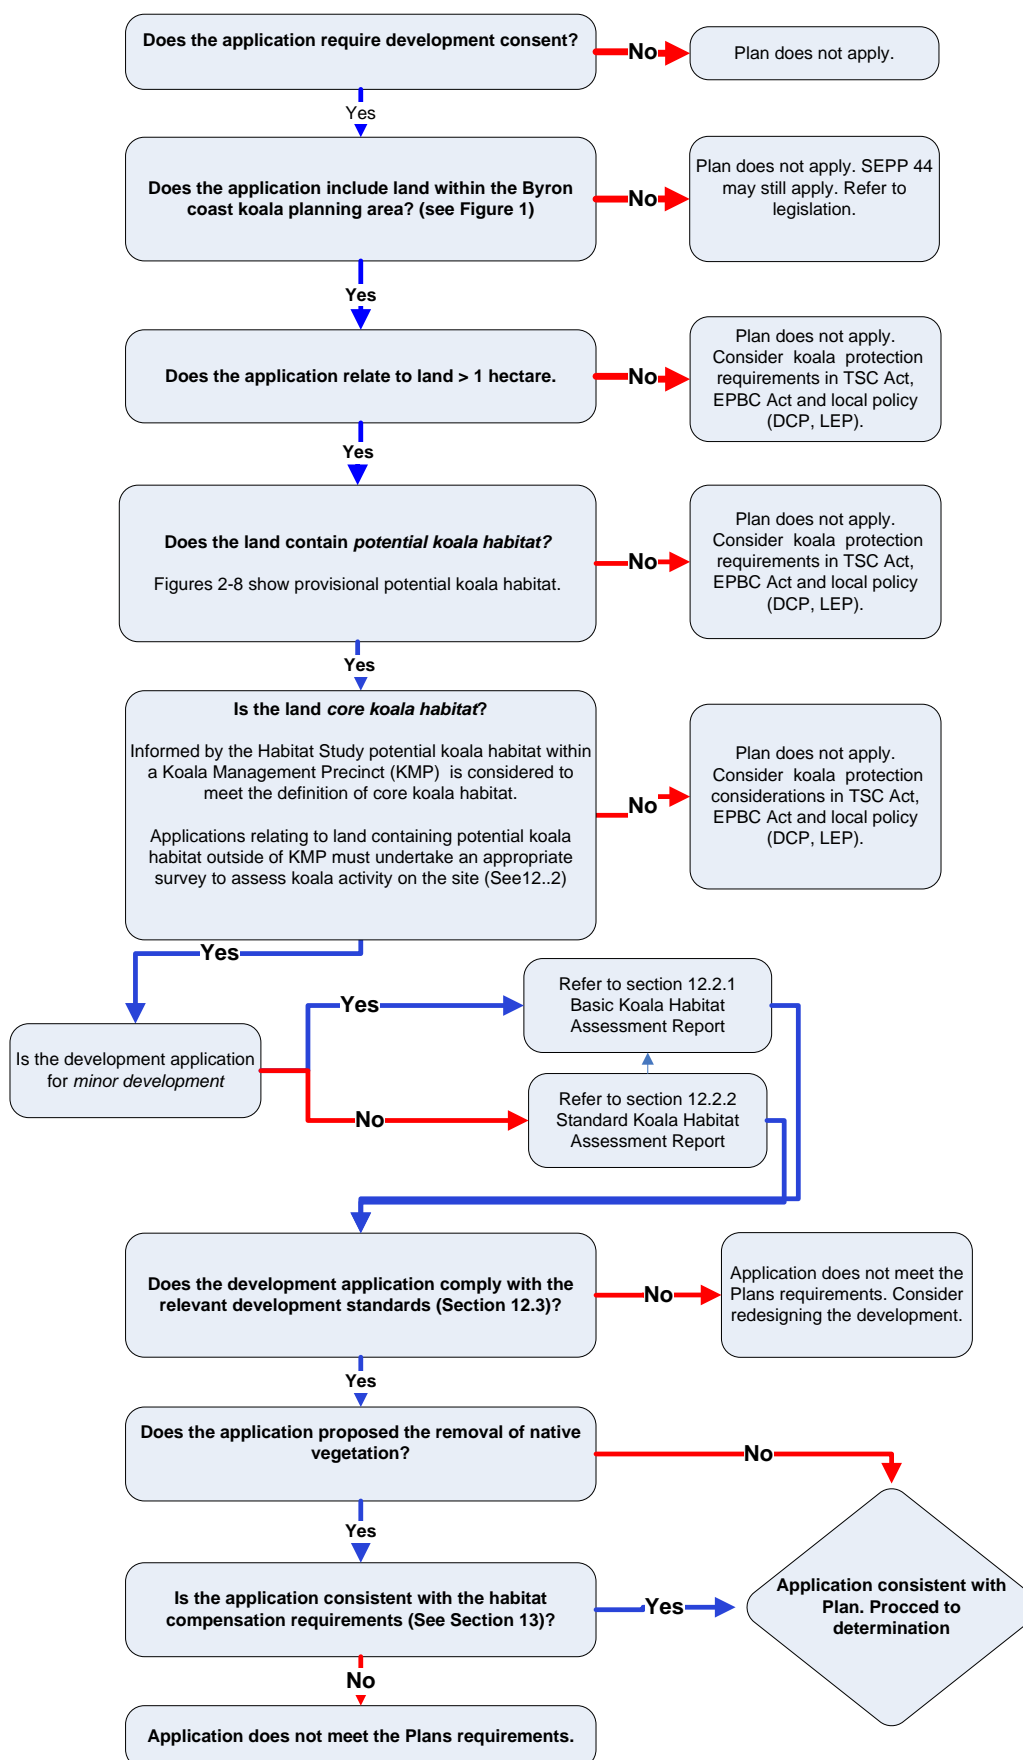 Does the application require development consent?
No
Plan does not apply.
Yes
Does the application include land within the Byron
coast koala planning area? (see Figure 1)
No
Plan does not apply. SEPP 44
may still apply. Refer to
legislation.
Yes
Does the application relate to land > 1 hectare.
No
Plan does not apply.
Consider koala protection
requirements in TSC Act,
EPBC Act and local policy
(DCP, LEP).
Yes
Does the land contain potential koala habitat?
Figures 2-8 show provisional potential koala habitat.
No
Plan does not apply.
Consider koala protection
requirements in TSC Act,
EPBC Act and local policy
(DCP, LEP).
Yes
Is the land core koala habitat?
Informed by the Habitat Study potential koala habitat within
a Koala Management Precinct (KMP) is considered to
meet the definition of core koala habitat.
Applications relating to land containing potential koala
habitat outside of KMP must undertake an appropriate
survey to assess koala activity on the site (See12..2)
No
Plan does not apply.
Consider koala protection
considerations in TSC Act,
EPBC Act and local policy
(DCP, LEP).
Yes
Is the development application
for minor development
Yes
Refer to section 12.2.1
Basic Koala Habitat
Assessment Report
No
Refer to section 12.2.2
Standard Koala Habitat
Assessment Report
Does the development application comply with the
relevant development standards (Section 12.3)?
No
Application does not meet the
Plans requirements. Consider
redesigning the development.
Yes
Does the application proposed the removal of native
vegetation?
No
Yes
Is the application consistent with the habitat
compensation requirements (See Section 13)?
Yes
Application consistent with
Plan. Procced to
determination
No
Application does not meet the Plans requirements.